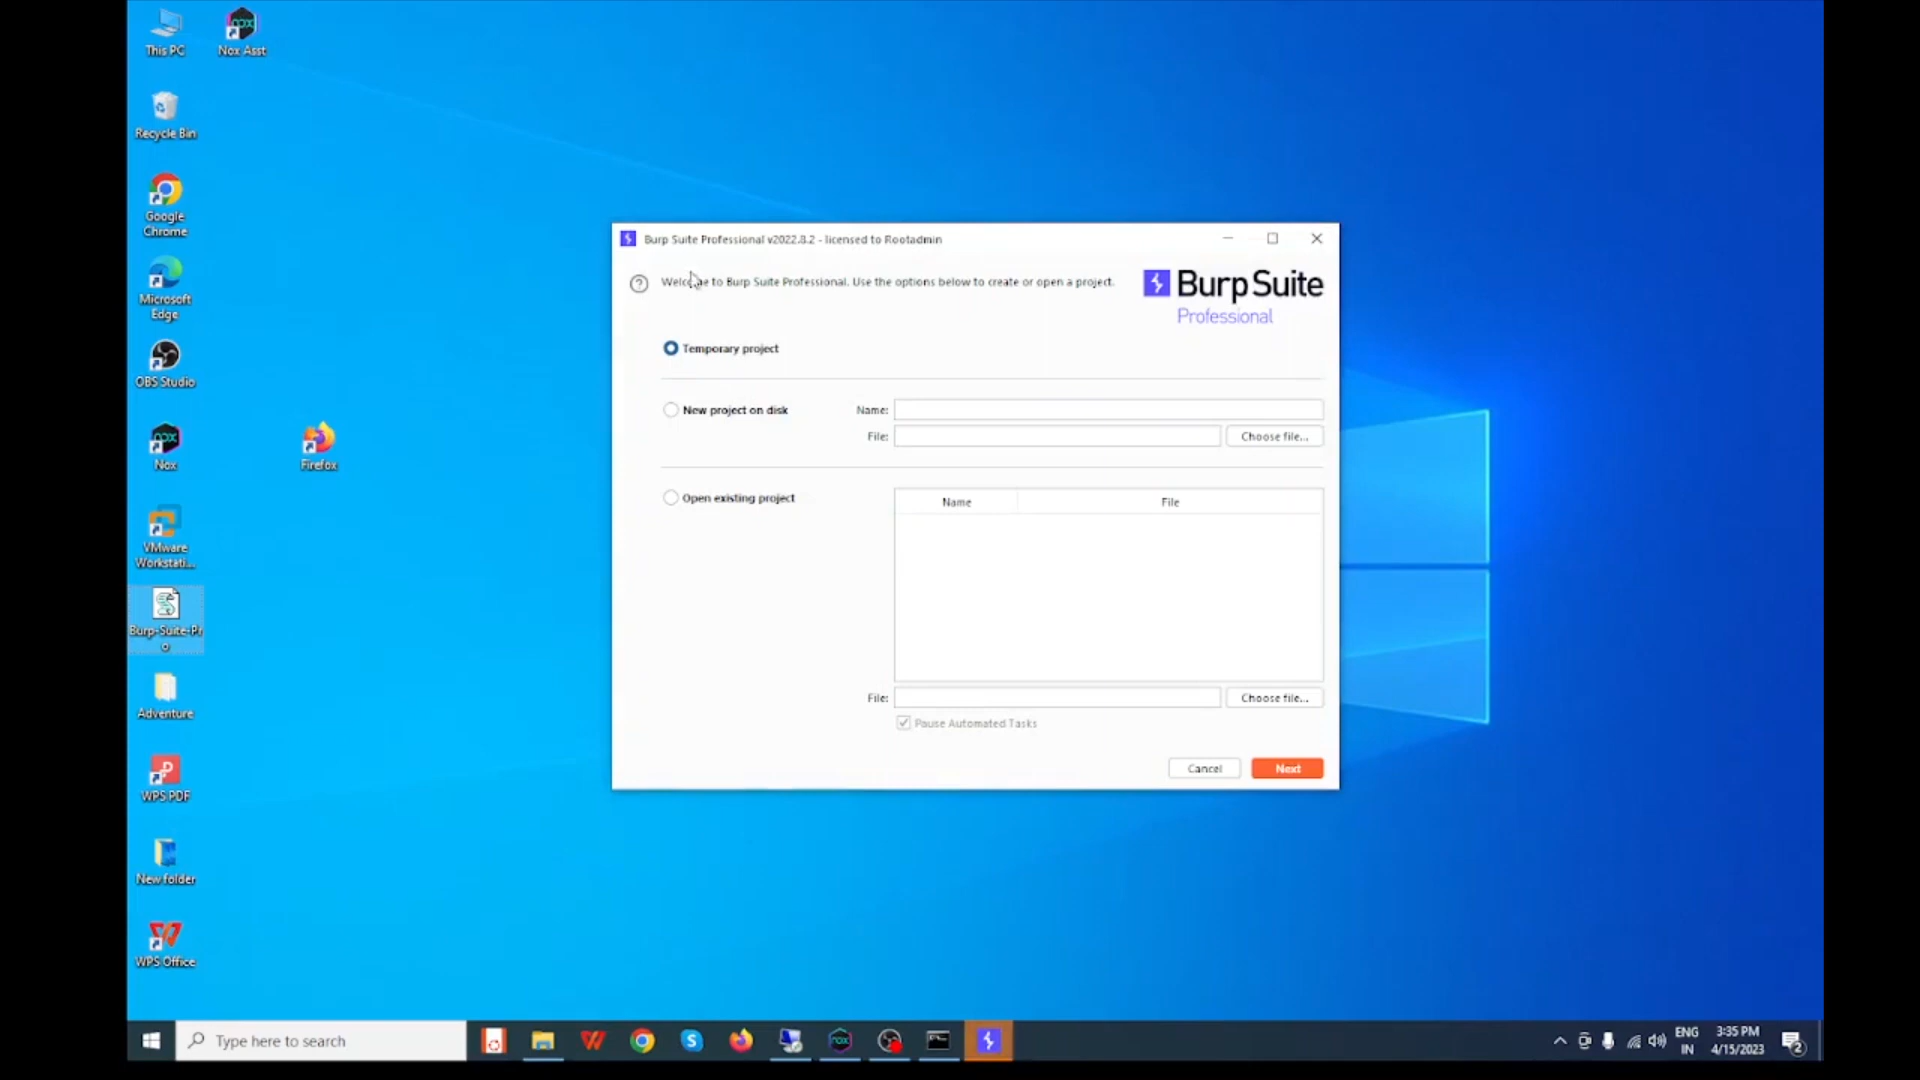 This PC
Nox Asst
Recycle Bin
Google
Chrome
Microsoft
Edge
OBS Studio
Nox
Firefox
VMware
Workstati...
Burp-Suite-Pr
o
Adventure
WPS PDF
New folder
WPS Office
Burp Suite Professional v2022.8.2 - licensed to Rootadmin
Welcome to Burp Suite Professional. Use the options below to create or open a project.
Burp Suite
Professional
Temporary project
New project on disk
Name:
File:
Choose file...
Open existing project
Name
File
File:
Choose file...
Pause Automated Tasks
Cancel
Next
Type here to search
ENG
IN
3:35 PM
4/15/2023
2